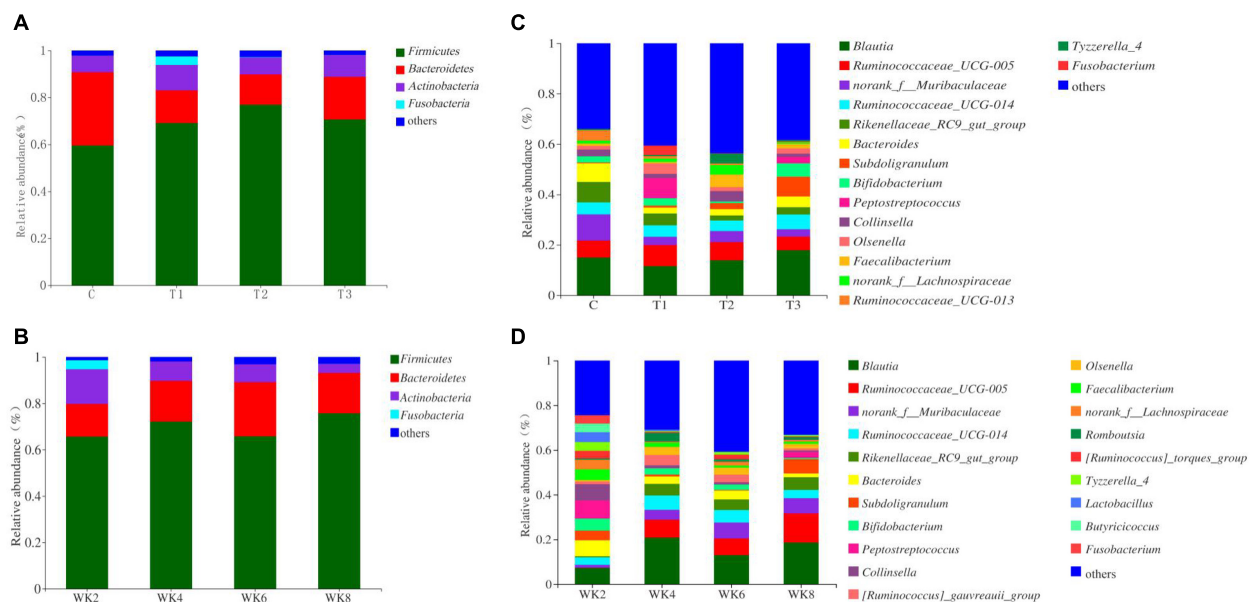 A
Relative abundance(%)
1
0.8
0.6
0.4
0.2
0
C
T1
T2
T3
Firmicutes
Bacteroidetes
Actinobacteria
Fusobacteria
others
B
Relative abundance (%)
1
0.8
0.6
0.4
0.2
0
WK2
WK4
WK6
WK8
Firmicutes
Bacteroidetes
Actinobacteria
Fusobacteria
others
C
Relative abundance (%)
1
0.8
0.6
0.4
0.2
0
C
T1
T2
T3
Blautia
Ruminococcaceae_UCG-005
norank_f__Muribaculaceae
Ruminococcaceae_UCG-014
Rikenellaceae_RC9_gut_group
Bacteroides
Subdoligranulum
Bifidobacterium
Peptostreptococcus
Collinsella
Olsenella
Faecalibacterium
norank_f__Lachnospiraceae
Ruminococcaceae_UCG-013
Tyzzerella_4
Fusobacterium
others
D
Relative abundance (%)
1
0.8
0.6
0.4
0.2
0
WK2
WK4
WK6
WK8
Blautia
Ruminococcaceae_UCG-005
norank_f__Muribaculaceae
Ruminococcaceae_UCG-014
Rikenellaceae_RC9_gut_group
Bacteroides
Subdoligranulum
Bifidobacterium
Peptostreptococcus
Collinsella
[Ruminococcus]_gauvreauii_group
Olsenella
Faecalibacterium
norank_f__Lachnospiraceae
Romboutsia
[Ruminococcus]_torques_group
Tyzzerella_4
Lactobacillus
Butyricicoccus
Fusobacterium
others